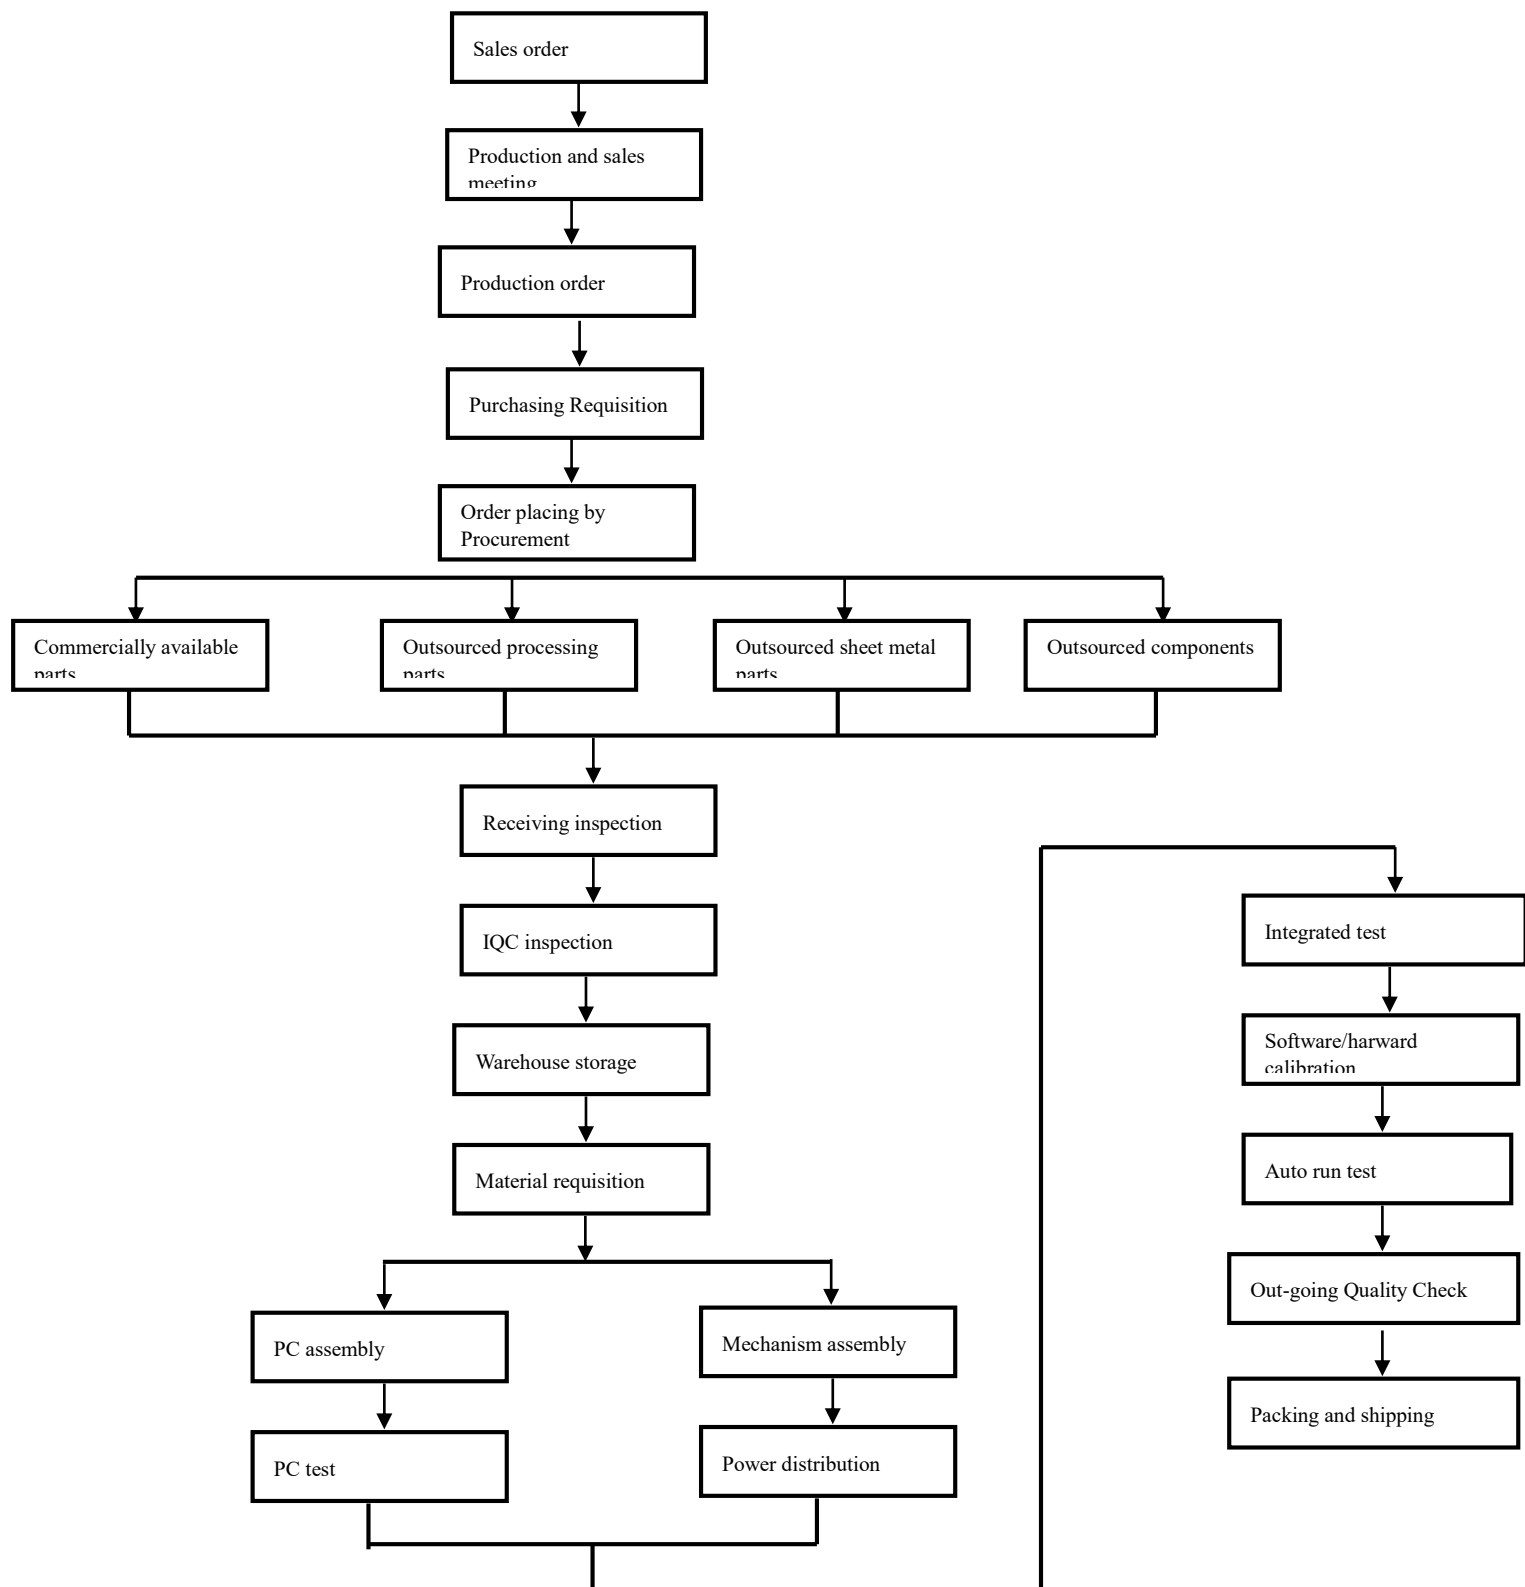 Sales order
Production and sales
meeting
Production order
Purchasing Requisition
Order placing by
Procurement
Commercially available
parts
Outsourced processing
parts
Outsourced sheet metal
parts
Outsourced components
Receiving inspection
IQC inspection
Warehouse storage
Material requisition
PC assembly
Mechanism assembly
PC test
Power distribution
Integrated test
Software/harward
calibration
Auto run test
Out-going Quality Check
Packing and shipping